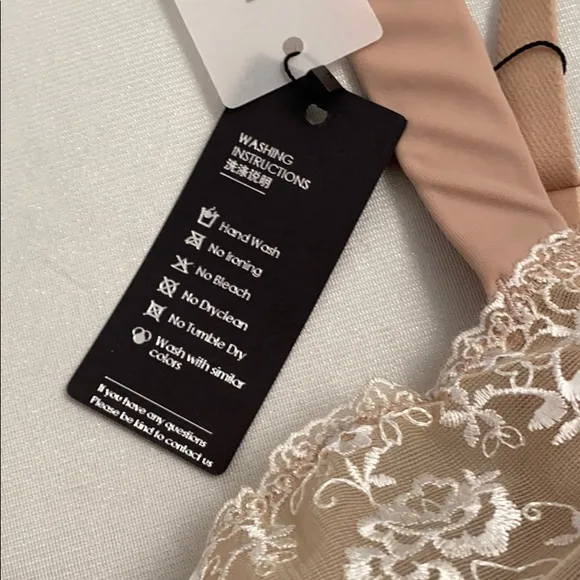 WASHING
INSTRUCTIONS
洗涤说明
Hand Wash
No Ironing
No Bleach
No Dryclean
No Tumble Dry
Wash with similar
colors
If you have any questions
Please be kind to contact us